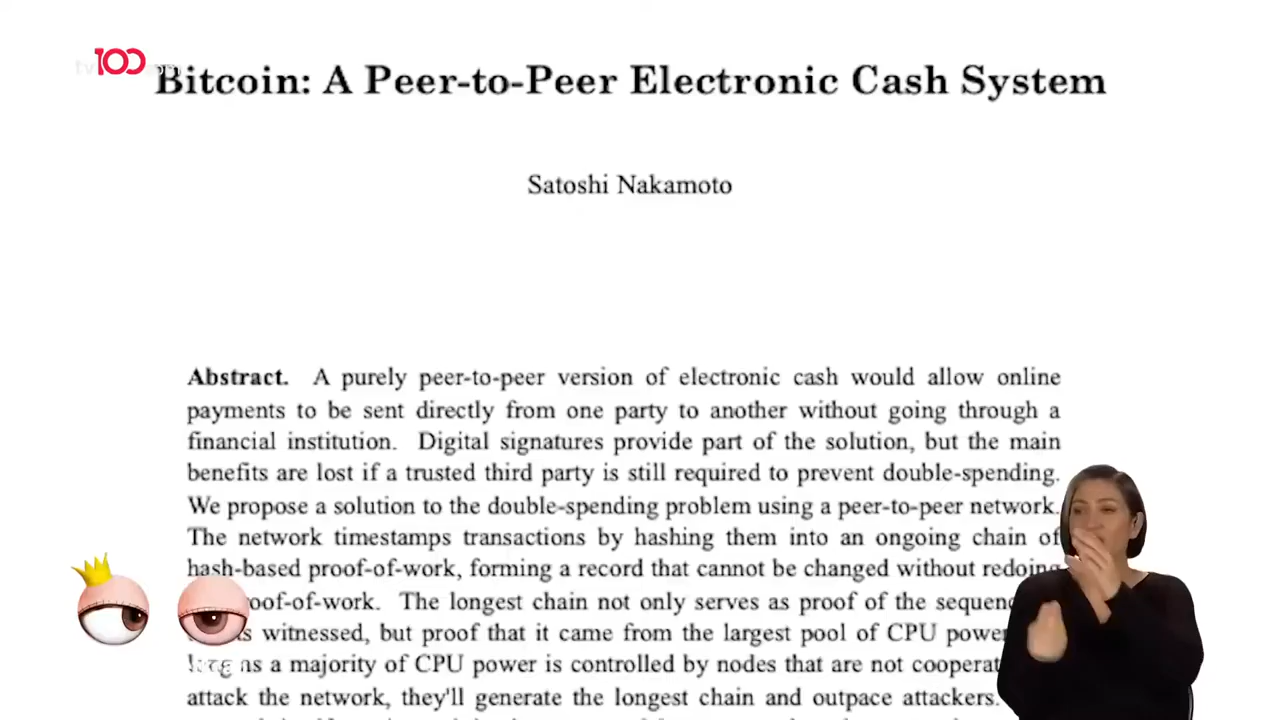 tv100.com
Bitcoin: A Peer-to-Peer Electronic Cash System
Satoshi Nakamoto
Abstract. A purely peer-to-peer version of electronic cash would allow online
payments to be sent directly from one party to another without going through a
financial institution. Digital signatures provide part of the solution, but the main
benefits are lost if a trusted third party is still required to prevent double-spending.
We propose a solution to the double-spending problem using a peer-to-peer network.
The network timestamps transactions by hashing them into an ongoing chain of
hash-based proof-of-work, forming a record that cannot be changed without redoing
oof-of-work. The longest chain not only serves as proof of the sequenc
witnessed, but proof that it came from the largest pool of CPU power
as a majority of CPU power is controlled by nodes that are not cooperat
attack the network, they'll generate the longest chain and outpace attackers.